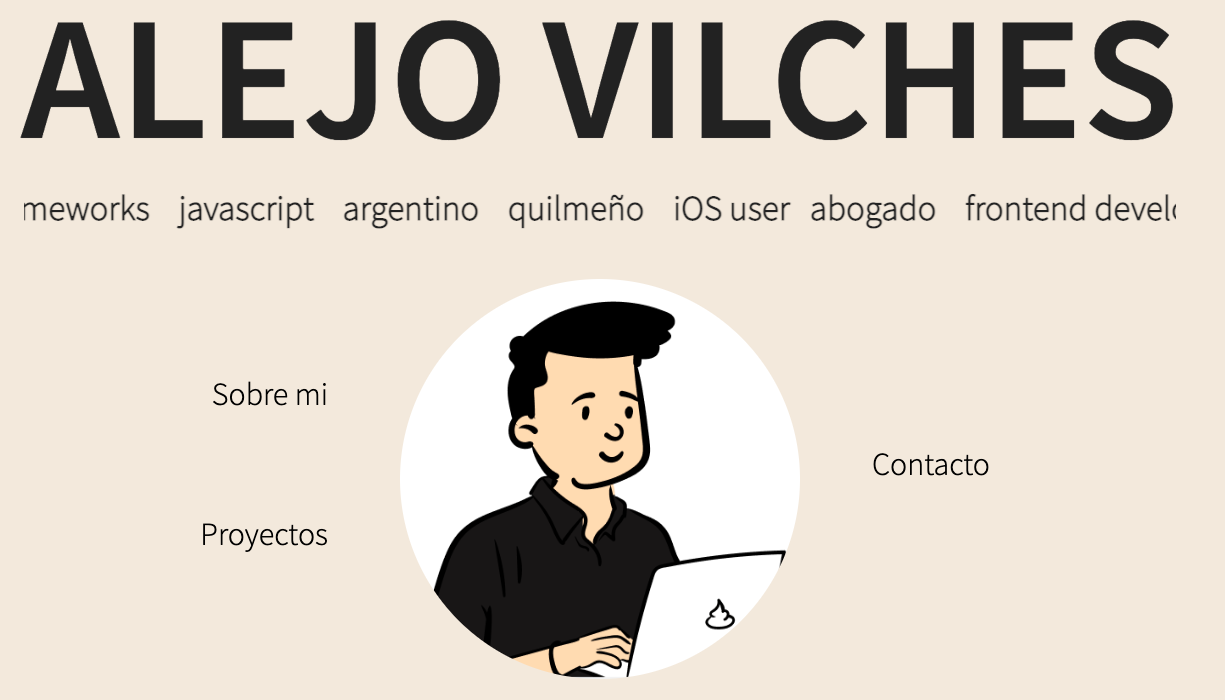 ALEJO VILCHES
meworks javascript argentino quilmeño iOS user abogado frontend develo
Sobre mi
Contacto
Proyectos